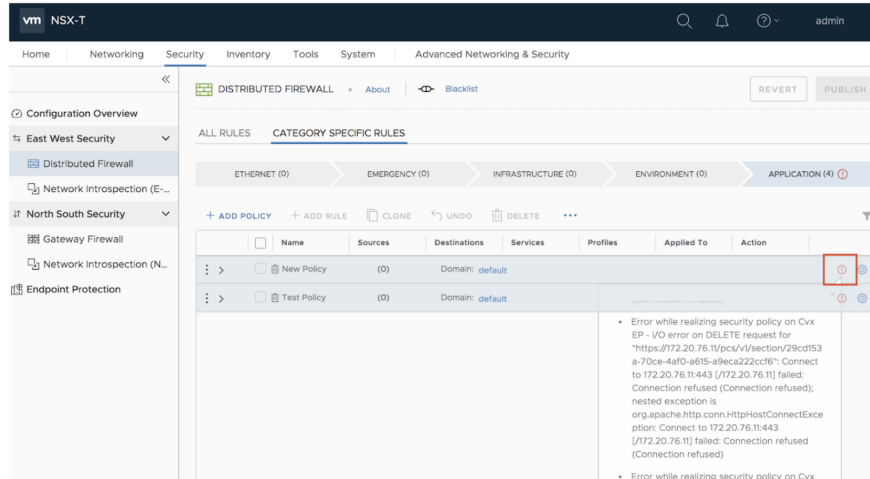 vm NSX-T admin
Home Networking Security Inventory Tools System Advanced Networking & Security
DISTRIBUTED FIREWALL About Blacklist REVERT PUBLISH
Configuration Overview
ALL RULES CATEGORY SPECIFIC RULES
East West Security
Distributed Firewall
ETHERNET (0) EMERGENCY (0) INFRASTRUCTURE (0) ENVIRONMENT (0) APPLICATION (4)
Network Introspection (E-...
North South Security
+ ADD POLICY + ADD RULE CLONE UNDO DELETE ...
Gateway Firewall
Name Sources Destinations Services Profiles Applied To Action
Network Introspection (N...
New Policy (0) Domain: default
Endpoint Protection
Test Policy (0) Domain: default
• Error while realizing security policy on Cvx
EP - I/O error on DELETE request for
"https://172.20.76.11/pcs/v1/section/29cd153
a-70ce-4af0-a615-a9eca222ccf6": Connect
to 172.20.76.11:443 [/172.20.76.11] failed:
Connection refused (Connection refused);
nested exception is
org.apache.http.conn.HttpHostConnectExce
ption: Connect to 172.20.76.11:443
[/172.20.76.11] failed: Connection refused
(Connection refused)
• Error while realizing security policy on Cvx